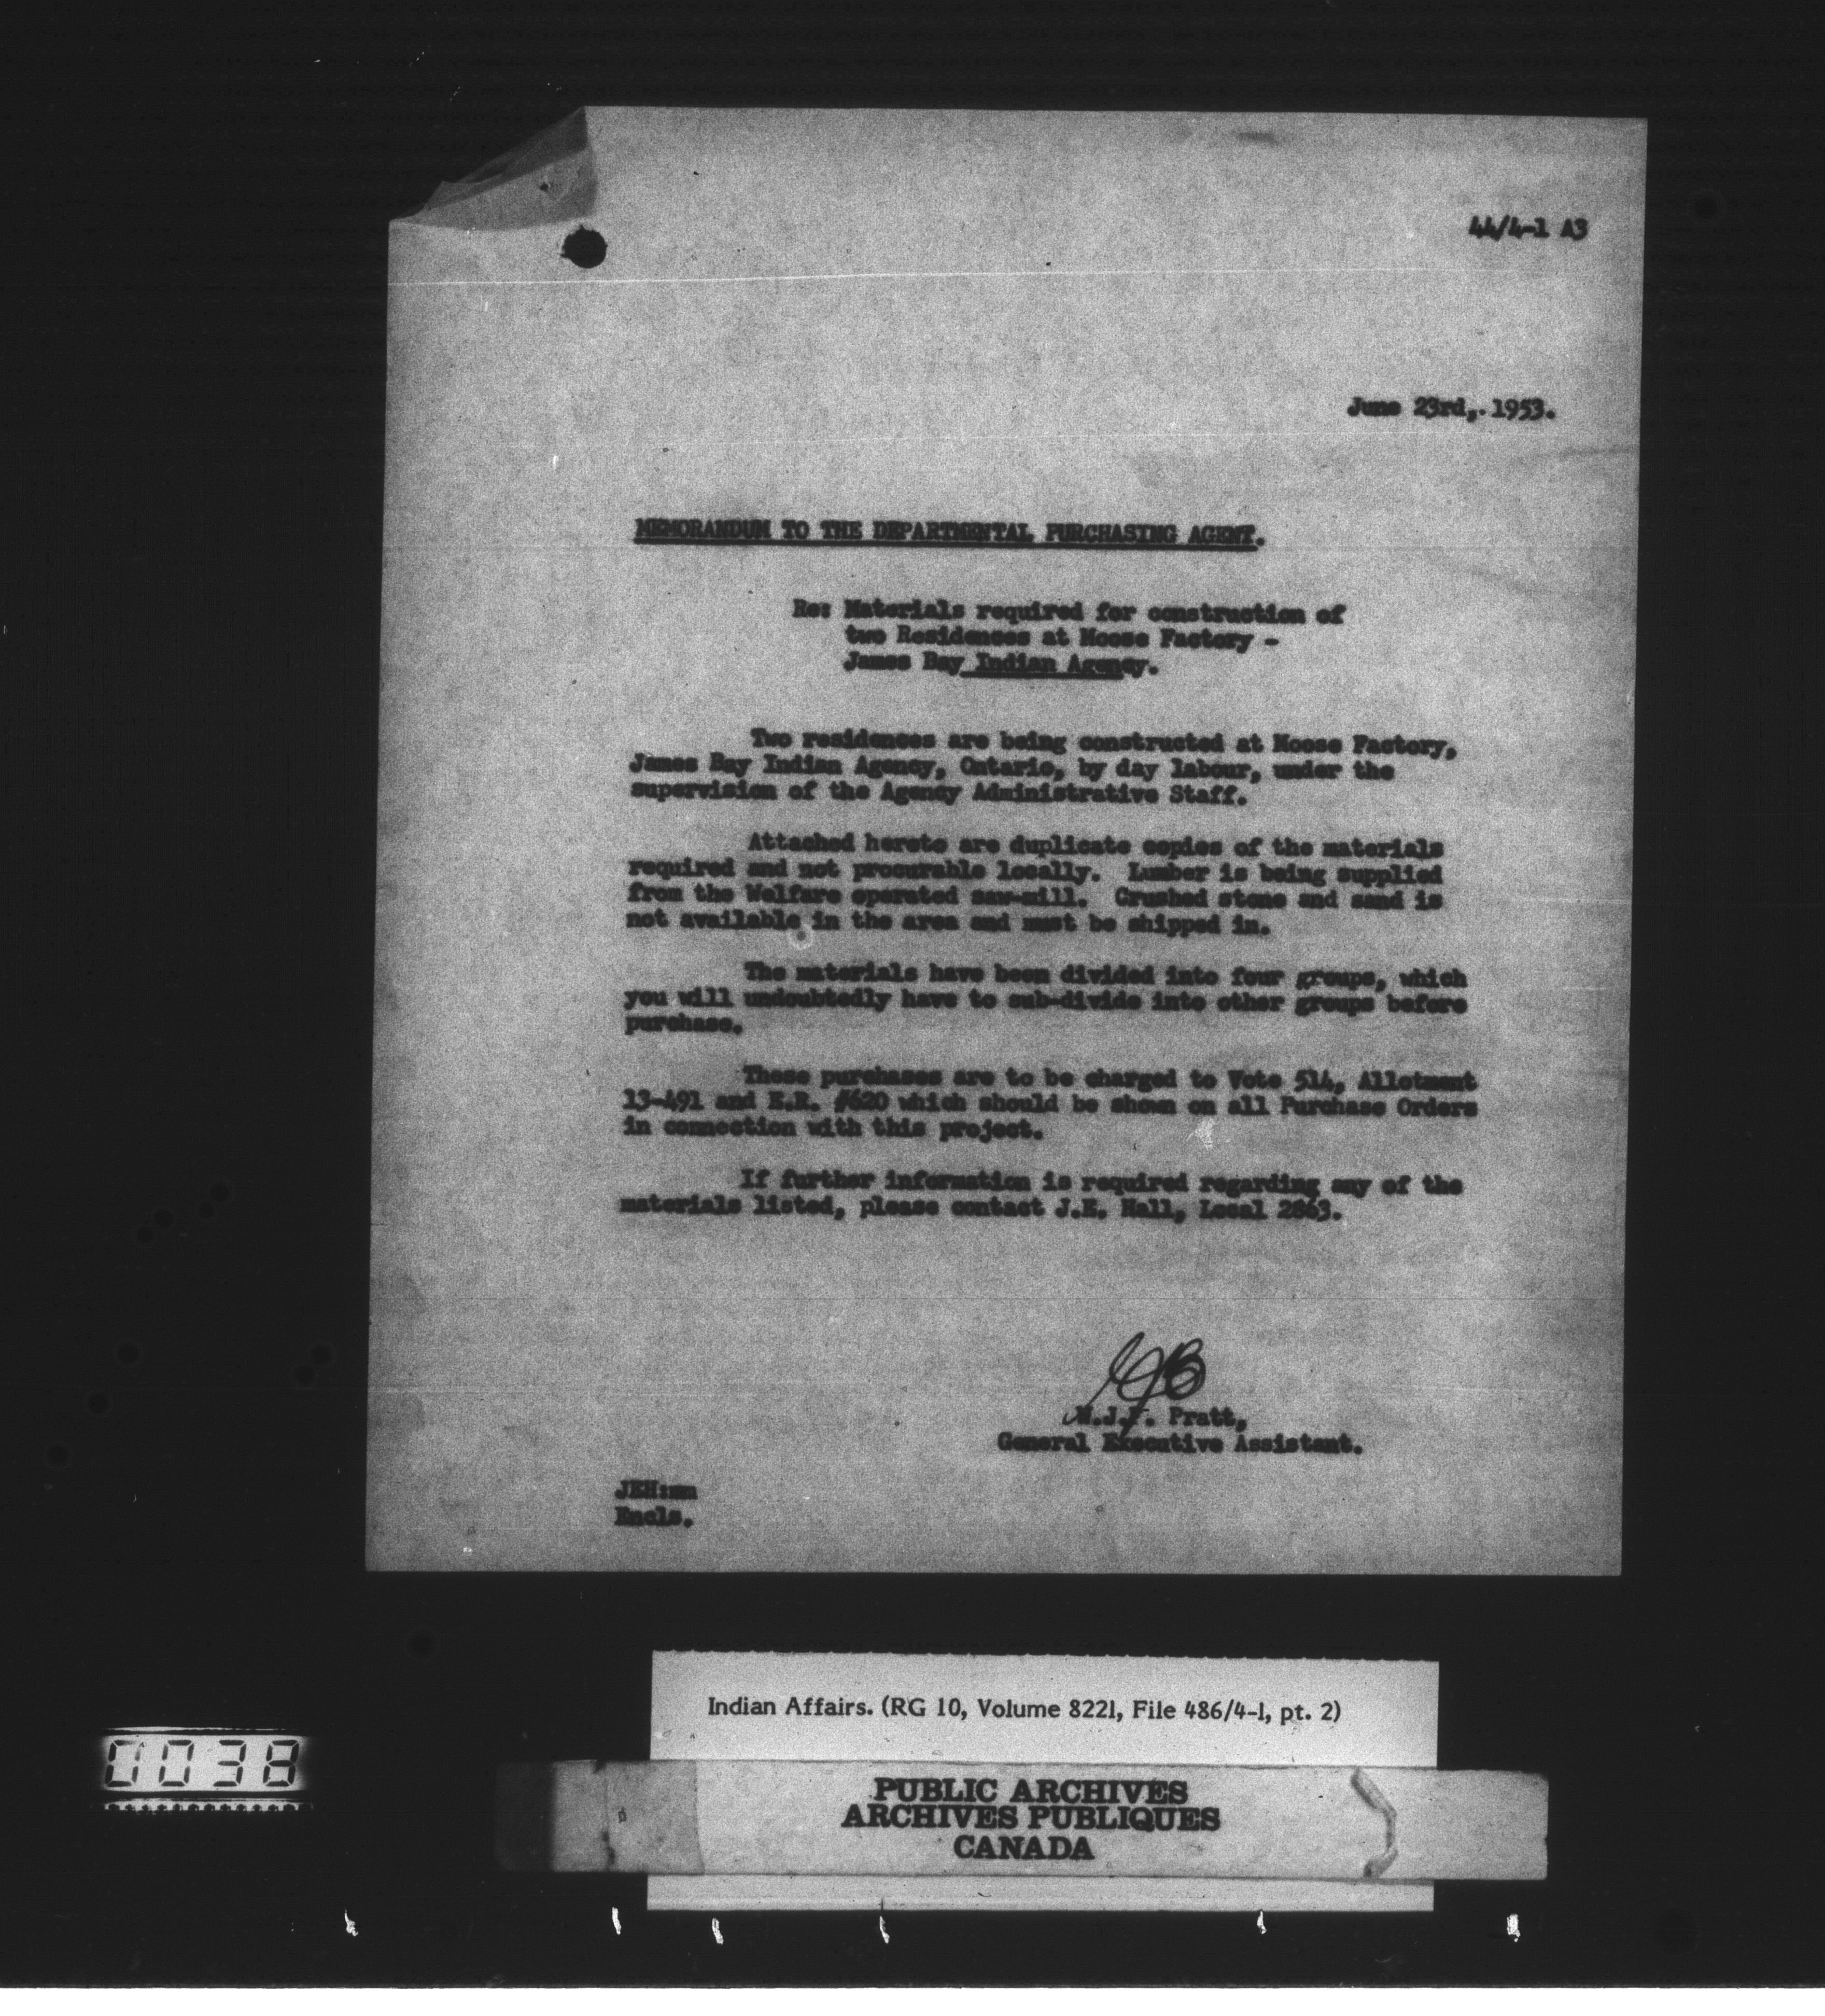 44/4-1 A3
June 23rd, 1953.
MEMORANDUM TO THE DEPARTMENTAL PURCHASING AGENT.
Re: Materials required for construction of
two Residences at Moose Factory -
James Bay Indian Agency.
Two residences are being constructed at Moose Factory,
James Bay Indian Agency, Ontario, by day labour, under the
supervision of the Agency Administrative Staff.
Attached hereto are duplicate copies of the materials
required and not procurable locally. Lumber is being supplied
from the Welfare operated saw-mill. Crushed stone and sand is
not available in the area and must be shipped in.
The materials have been divided into four groups, which
you will undoubtedly have to sub-divide into other groups before
purchase.
These purchases are to be charged to Vote 514, Allotment
13-491 and E.R. #620 which should be shown on all Purchase Orders
in connection with this project.
If further information is required regarding any of the
materials listed, please contact J.E. Hall, Local 2863.
Pratt,
General Executive Assistant.
JEH:mm
Encls.
Indian Affairs. (RG 10, Volume 8221, File 486/4-1, pt. 2)
0038
PUBLIC ARCHIVES
ARCHIVES PUBLIQUES
CANADA